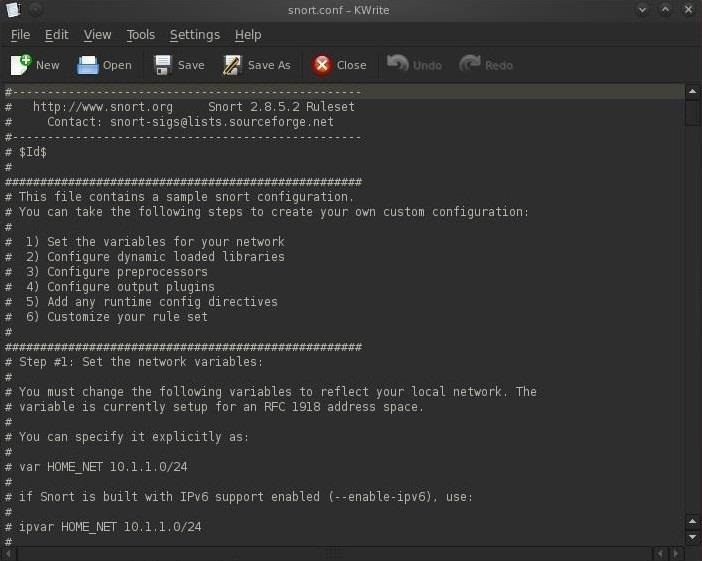 snort.conf – KWrite
File Edit View Tools Settings Help
New Open Save Save As Close Undo Redo
#--------------------------------------------------
#   http://www.snort.org     Snort 2.8.5.2 Ruleset
#     Contact: snort-sigs@lists.sourceforge.net
#--------------------------------------------------
# $Id$
#
###################################################
# This file contains a sample snort configuration.
# You can take the following steps to create your own custom configuration:
#
#  1) Set the variables for your network
#  2) Configure dynamic loaded libraries
#  3) Configure preprocessors
#  4) Configure output plugins
#  5) Add any runtime config directives
#  6) Customize your rule set
#
###################################################
# Step #1: Set the network variables:
#
# You must change the following variables to reflect your local network. The
# variable is currently setup for an RFC 1918 address space.
#
# You can specify it explicitly as:
#
# var HOME_NET 10.1.1.0/24
#
# if Snort is built with IPv6 support enabled (--enable-ipv6), use:
#
# ipvar HOME_NET 10.1.1.0/24
#